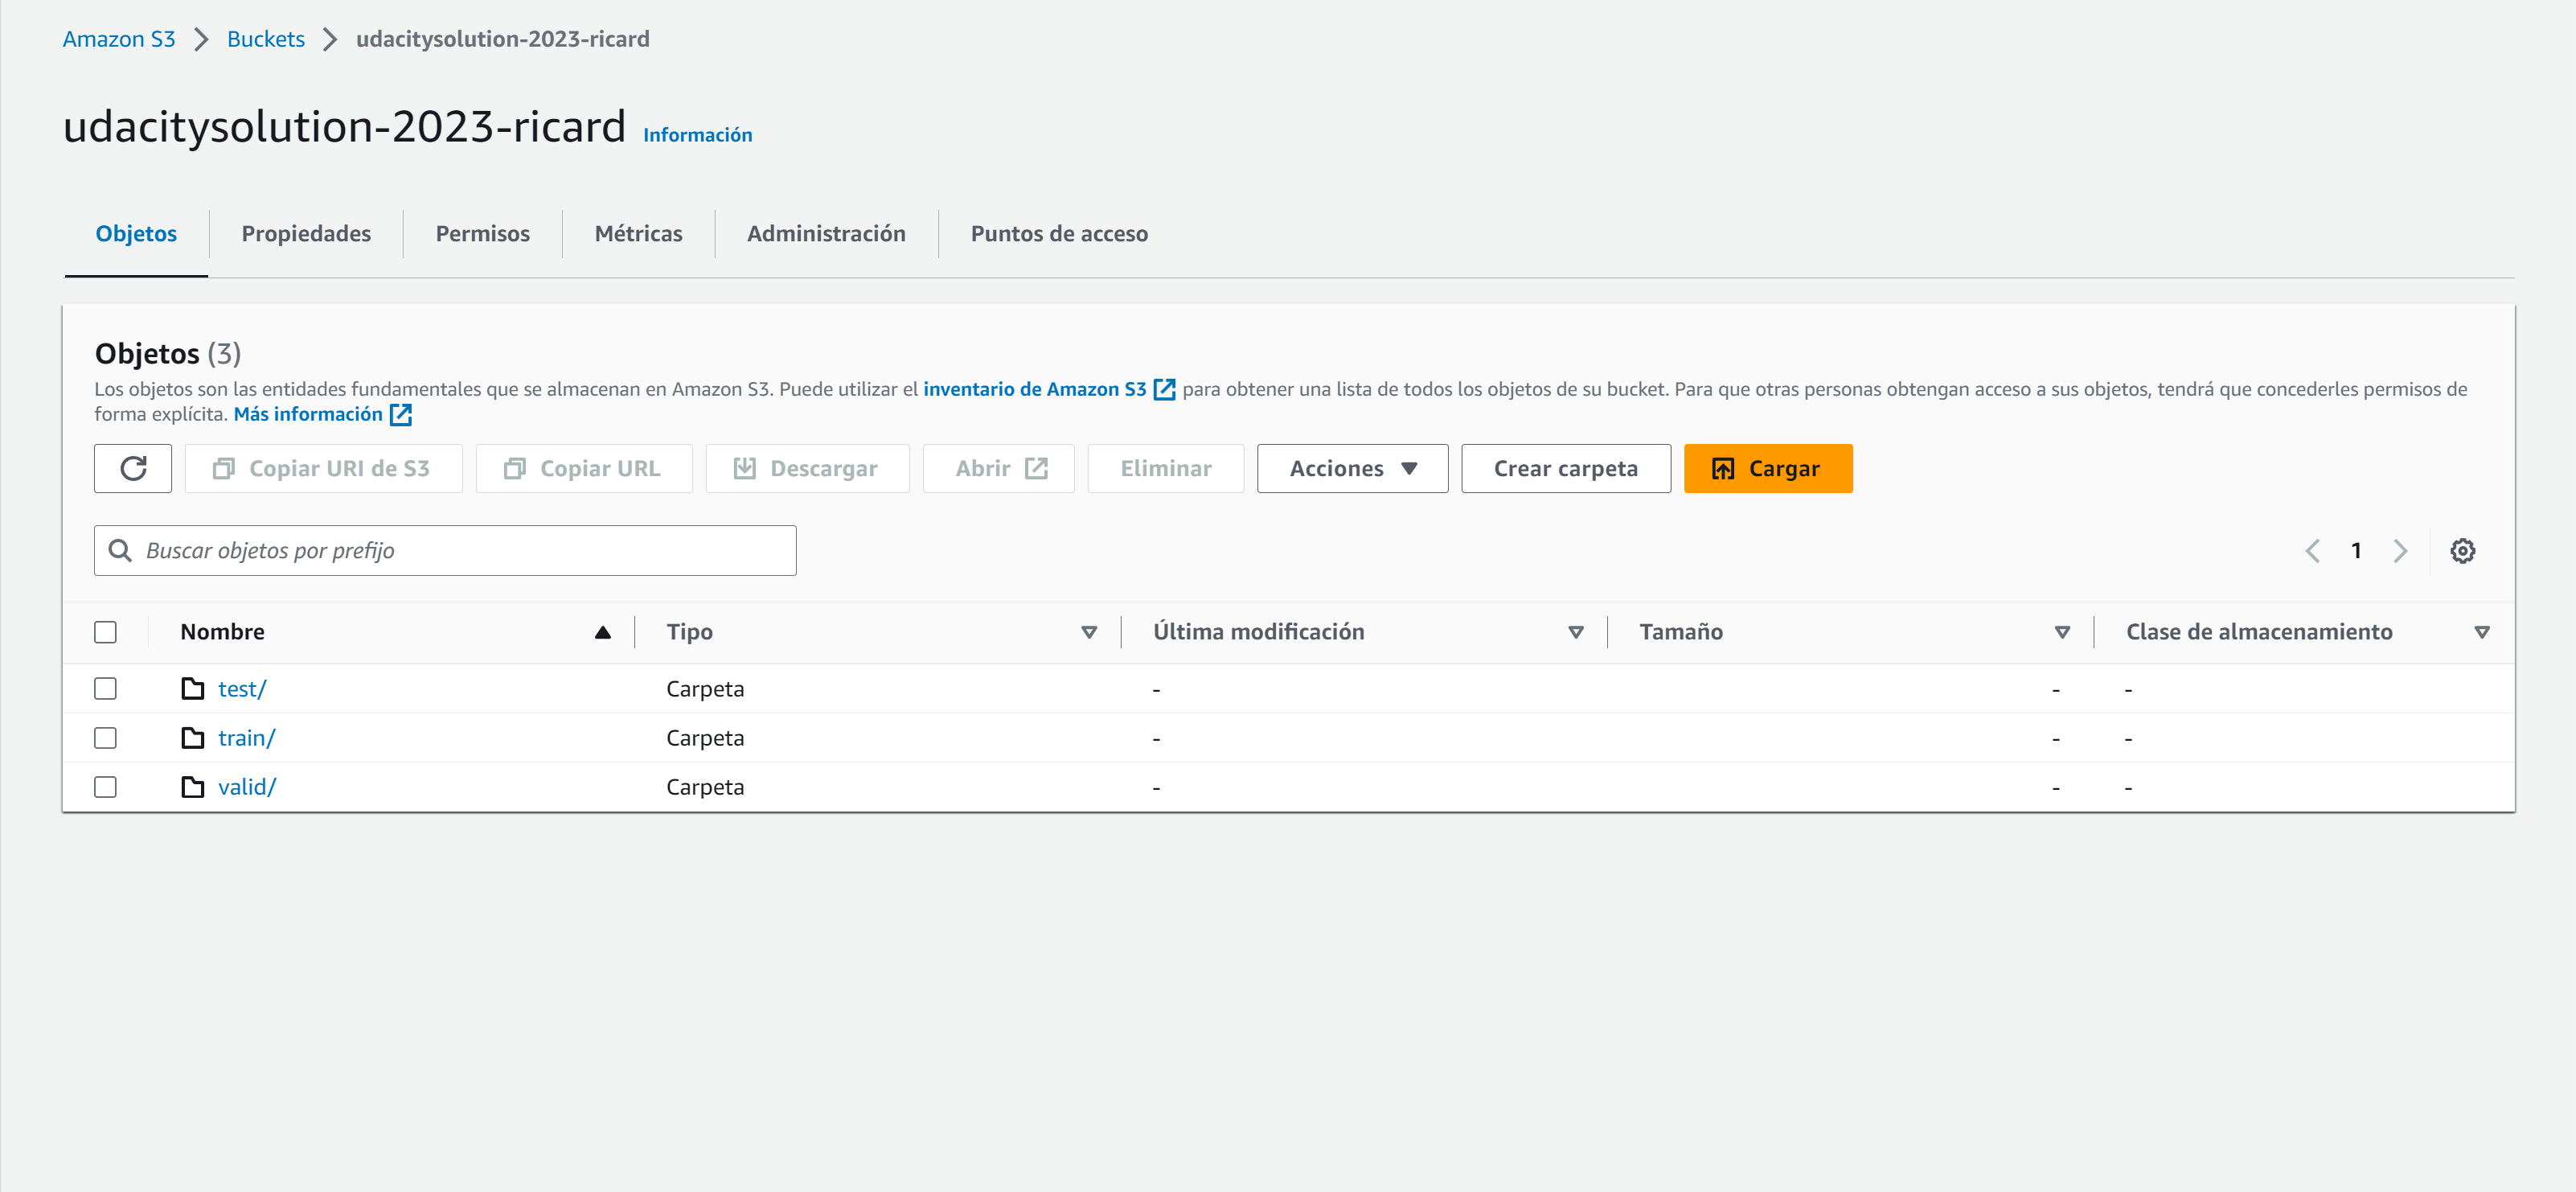 Amazon S3 > Buckets > udacitysolution-2023-ricard
udacitysolution-2023-ricard Información
Objetos Propiedades Permisos Métricas Administración Puntos de acceso
Objetos (3)
Los objetos son las entidades fundamentales que se almacenan en Amazon S3. Puede utilizar el inventario de Amazon S3 para obtener una lista de todos los objetos de su bucket. Para que otras personas obtengan acceso a sus objetos, tendrá que concederles permisos de
forma explícita. Más información
Copiar URI de S3 Copiar URL Descargar Abrir Eliminar Acciones Crear carpeta Cargar
Buscar objetos por prefijo 1
Nombre Tipo Última modificación Tamaño Clase de almacenamiento
test/ Carpeta - - -
train/ Carpeta - - -
valid/ Carpeta - - -